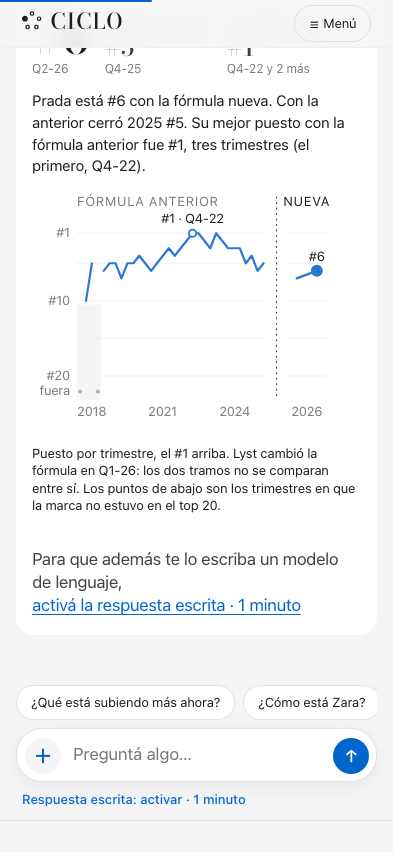 CICLO
≡ Menú
Q2-26
Q4-25
Q4-22 y 2 más
Prada está #6 con la fórmula nueva. Con la
anterior cerró 2025 #5. Su mejor puesto con la
fórmula anterior fue #1, tres trimestres (el
primero, Q4-22).
FÓRMULA ANTERIOR
NUEVA
#1 · Q4-22
#1
#6
#10
#20
fuera
2018
2021
2024
2026
Puesto por trimestre, el #1 arriba. Lyst cambió la
fórmula en Q1-26: los dos tramos no se comparan
entre sí. Los puntos de abajo son los trimestres en que
la marca no estuvo en el top 20.
Para que además te lo escriba un modelo
de lenguaje,
activá la respuesta escrita · 1 minuto
¿Qué está subiendo más ahora?
¿Cómo está Zara?
Preguntá algo...
Respuesta escrita: activar · 1 minuto